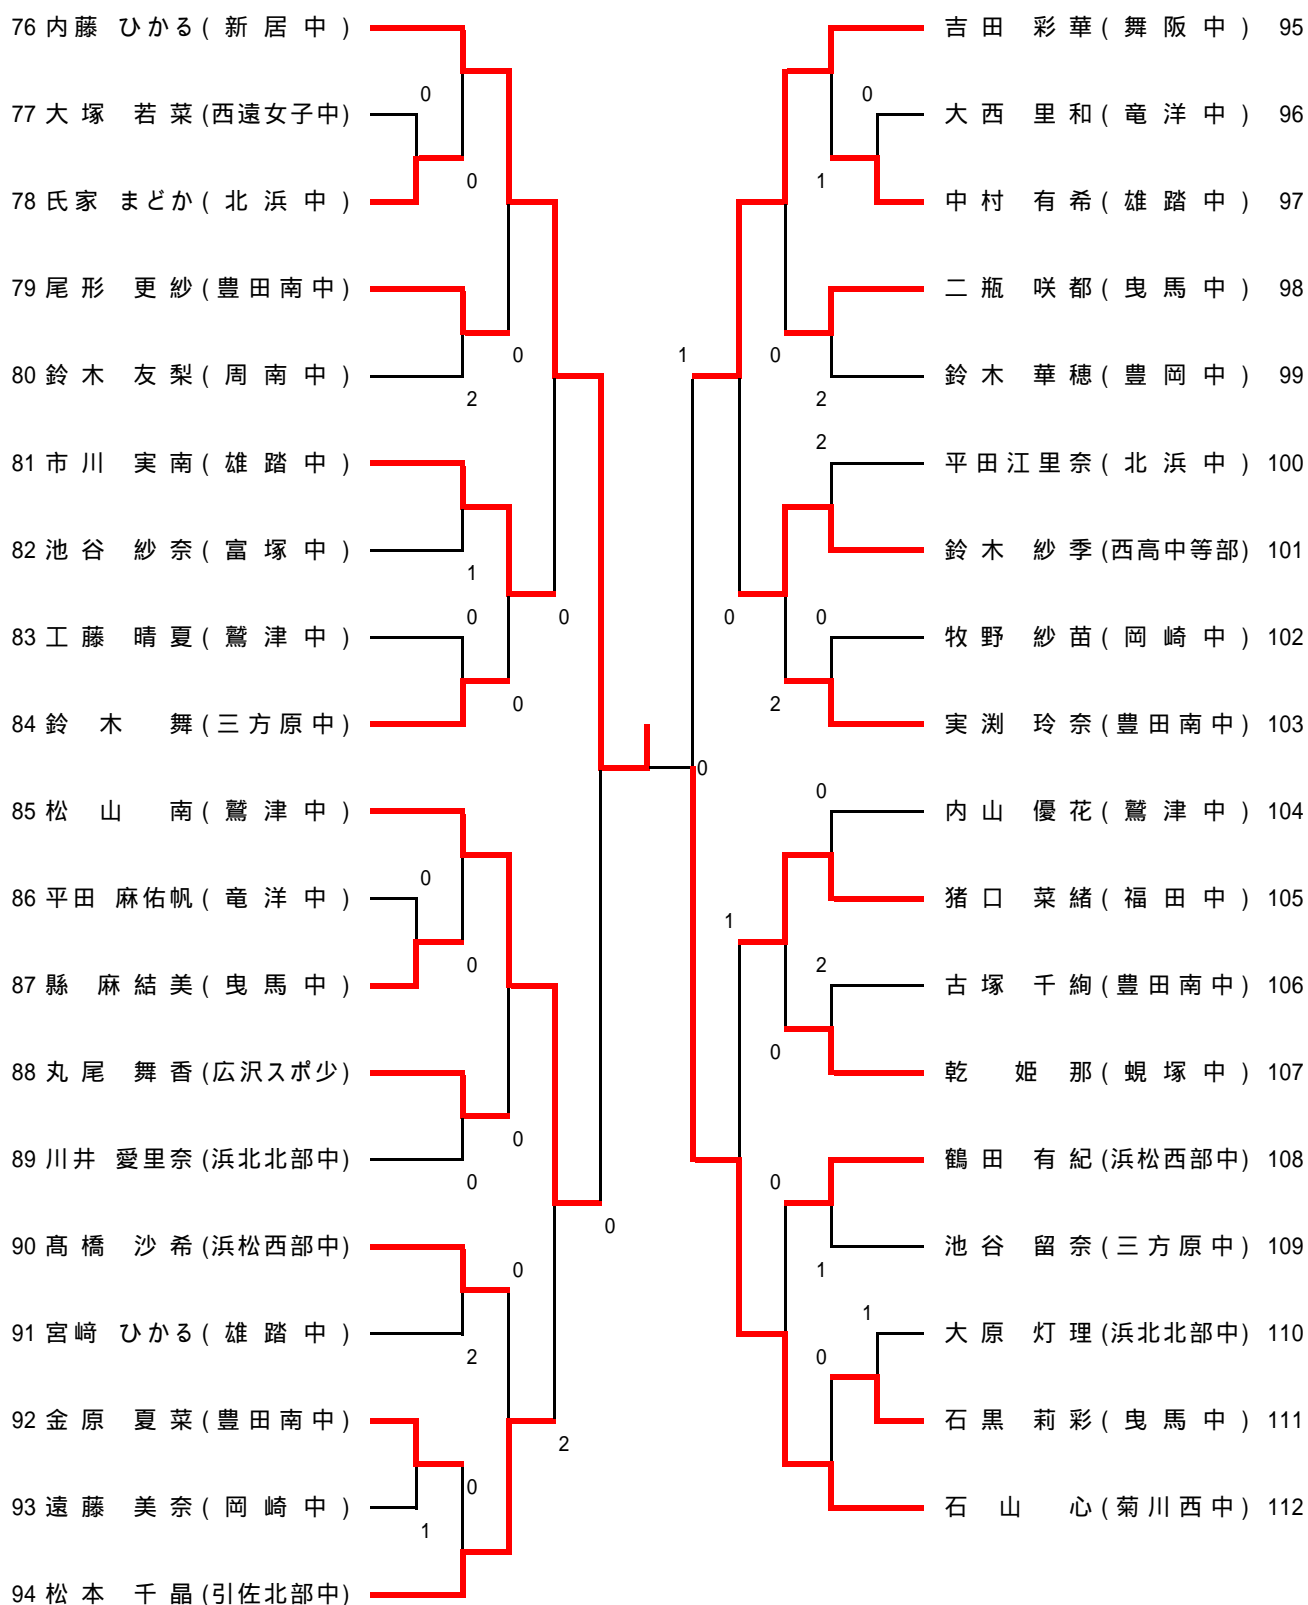 76 内藤 ひかる ( 新居中 )
0
77 大塚 若菜 (西遠女子中)
0
78 氏家 まどか ( 北浜中 )
79 尾形 更紗 ( 豊田南中 )
0
80 鈴木 友梨 ( 周南中 )
2
81 市川 実南 ( 雄踏中 )
82 池谷 紗奈 ( 富塚中 )
1
0
0
83 工藤 晴夏 ( 鷲津中 )
0
84 鈴木 舞 ( 三方原中 )
85 松山 南 ( 鷲津中 )
0
86 平田 麻佑帆 ( 竜洋中 )
0
87 縣 麻結美 ( 曳馬中 )
88 丸尾 舞香 (広沢スポ少)
0
89 川井 愛里奈 (浜北北部中)
0
0
90 髙橋 沙希 (浜松西部中)
0
91 宮﨑 ひかる ( 雄踏中 )
2
92 金原 夏菜 ( 豊田南中 )
2
0
93 遠藤 美奈 ( 岡崎中 )
1
94 松本 千晶 (引佐北部中)
吉田 彩華 ( 舞阪中 ) 95
0
大西 里和 ( 竜洋中 ) 96
1
中村 有希 ( 雄踏中 ) 97
二瓶 咲都 ( 曳馬中 ) 98
1
0
鈴木 華穂 ( 豊岡中 ) 99
2
2
平田江里奈 ( 北浜中 ) 100
鈴木 紗季 (西高中等部) 101
0
0
牧野 紗苗 ( 岡崎中 ) 102
2
実渕 玲奈 ( 豊田南中 ) 103
0
0
内山 優花 ( 鷲津中 ) 104
猪口 菜緒 ( 福田中 ) 105
1
2
古塚 千絢 ( 豊田南中 ) 106
0
乾 姫那 ( 蜆塚中 ) 107
鶴田 有紀 (浜松西部中) 108
0
池谷 留奈 ( 三方原中 ) 109
1
1
大原 灯理 (浜北北部中) 110
0
石黒 莉彩 ( 曳馬中 ) 111
石山 心 ( 菊川西中 ) 112